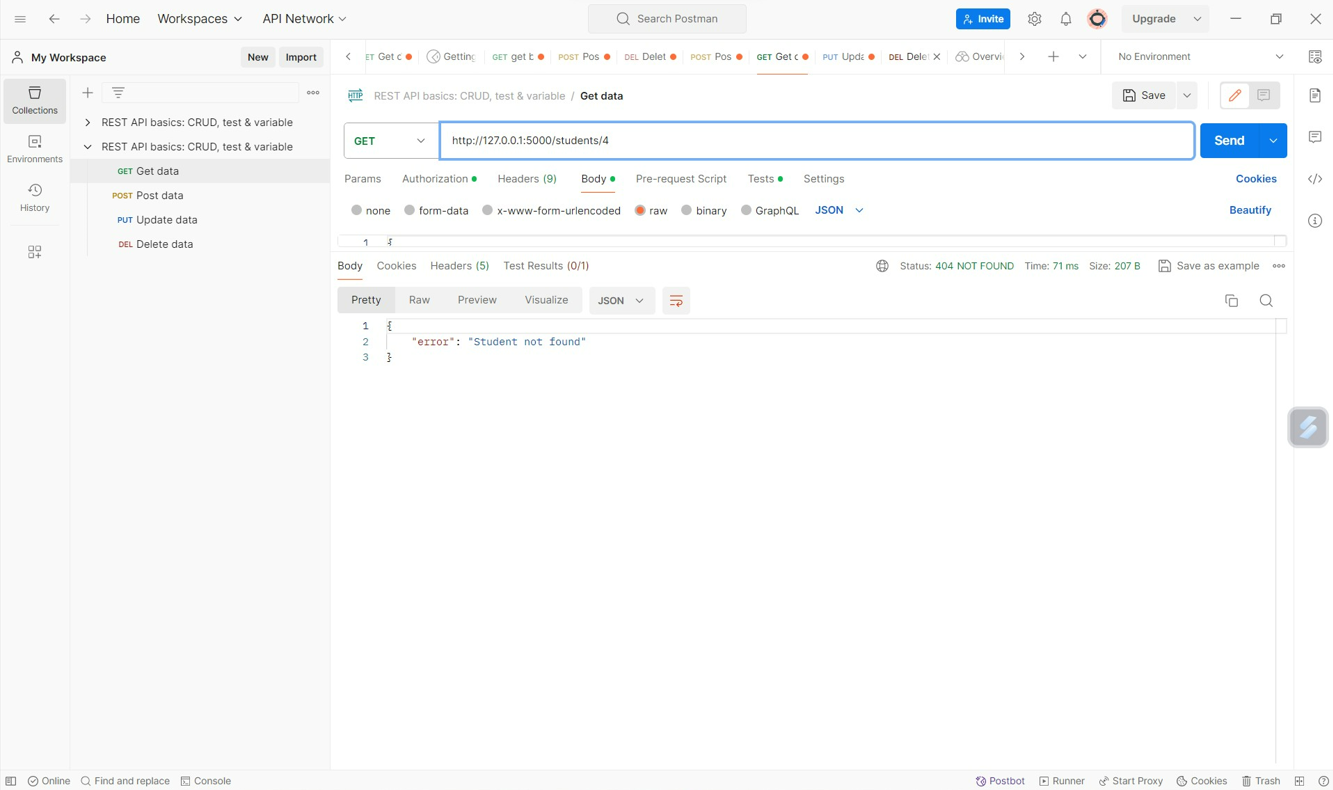 Home Workspaces API Network Search Postman Invite Upgrade
My Workspace New Import GET Getting GET get POST Pos DELET Delet POST Pos GET Get PUT Upda DEL Dele Overvi No Environment
Collections
Environments
History
REST API basics: CRUD, test & variable
REST API basics: CRUD, test & variable
GET Get data
POST Post data
PUT Update data
DEL Delete data
HTTP REST API basics: CRUD, test & variable / Get data Save
GET http://127.0.0.1:5000/students/4 Send
Params Authorization Headers (9) Body Pre-request Script Tests Settings Cookies
none form-data x-www-form-urlencoded raw binary GraphQL JSON Beautify
1 {
Body Cookies Headers (5) Test Results (0/1) Status: 404 NOT FOUND Time: 71 ms Size: 207 B Save as example
Pretty Raw Preview Visualize JSON
1 {
2 "error": "Student not found"
3 }
Online Find and replace Console Postbot Runner Start Proxy Cookies Trash